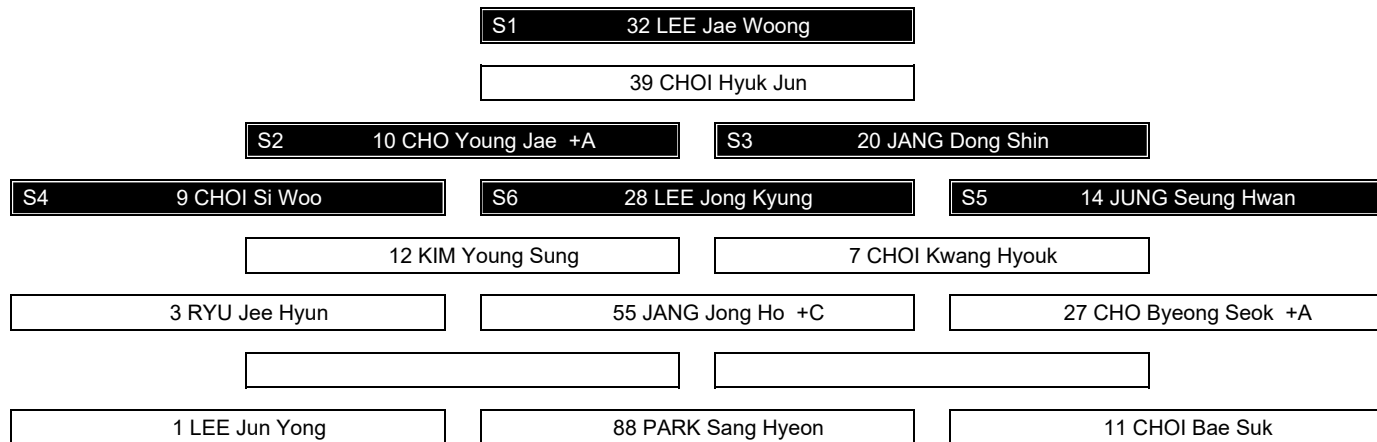 S1 32 LEE Jae Woong
39 CHOI Hyuk Jun
S2 10 CHO Young Jae +A S3 20 JANG Dong Shin
S4 9 CHOI Si Woo S6 28 LEE Jong Kyung S5 14 JUNG Seung Hwan
12 KIM Young Sung 7 CHOI Kwang Hyouk
3 RYU Jee Hyun 55 JANG Jong Ho +C 27 CHO Byeong Seok +A
1 LEE Jun Yong 88 PARK Sang Hyeon 11 CHOI Bae Suk